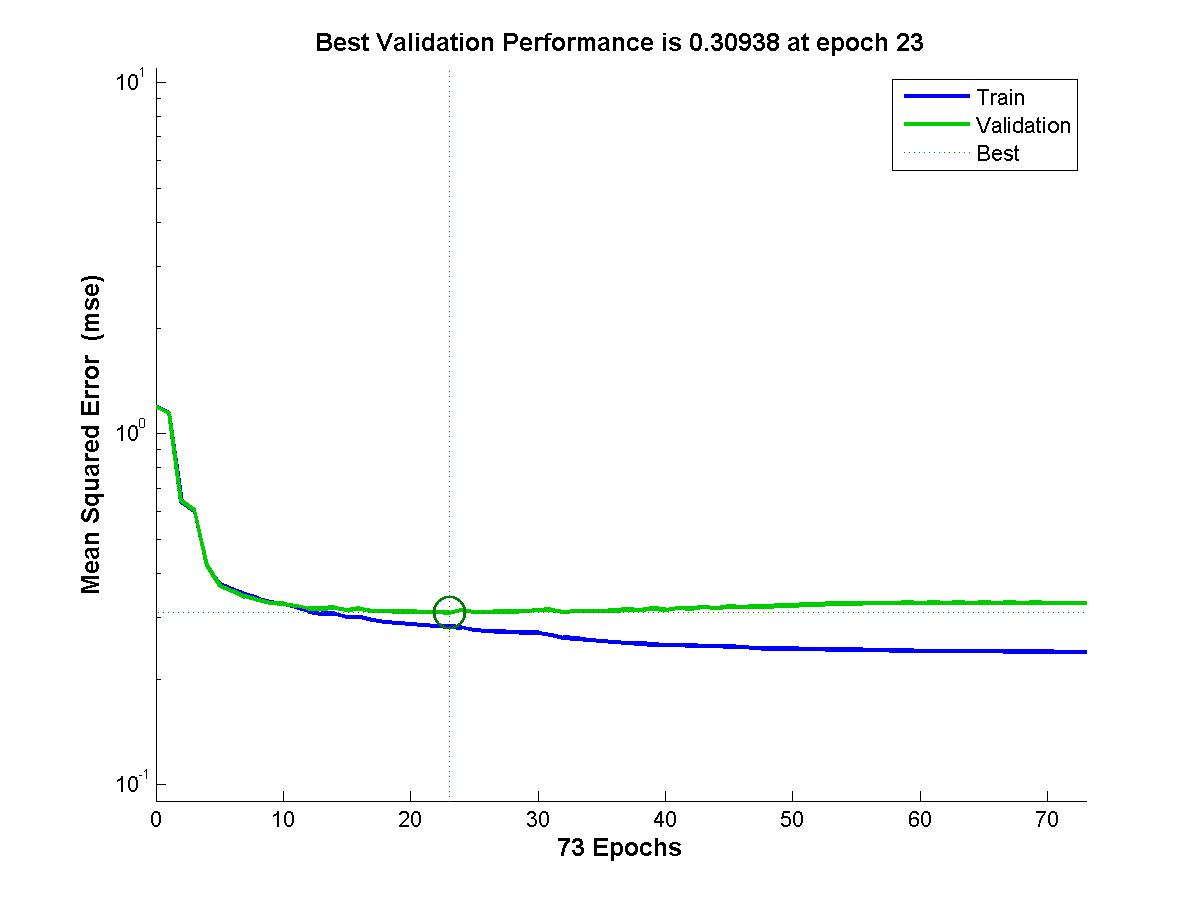 Best Validation Performance is 0.30938 at epoch 23
Train
Validation
Best
Mean Squared Error (mse)
10^1
10^0
10^-1
0 10 20 30 40 50 60 70
73 Epochs